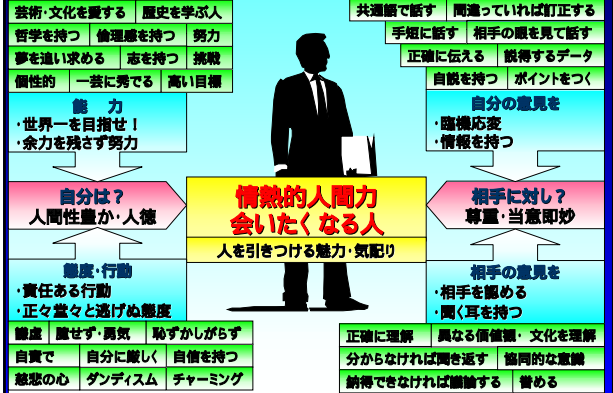 芸術・文化を愛する 歴史を学ぶ人
哲学を持つ 倫理感を持つ 努力
夢を追い求める 志を持つ 挑戦
個性的 一芸に秀でる 高い目標
能 力
・世界一を目指せ！
・余力を残さず努力
自分は？
人間性豊か・人徳
態度・行動
・責任ある行動
・正々堂々と逃げぬ態度
謙虚 臆せず・勇気 恥ずかしがらず
自責で 自分に厳しく 自信を持つ
慈悲の心 ダンディスム チャーミング
情熱的人間力
会いたくなる人
人を引きつける魅力・気配り
共通語で話す 間違っていれば訂正する
手短に話す 相手の眼を見て話す
正確に伝える 説得するデータ
自説を持つ ポイントをつく
自分の意見を
・臨機応変
・情報を持つ
相手に対し？
尊重・当意即妙
相手の意見を
・相手を認める
・聞く耳を持つ
正確に理解 異なる価値観・文化を理解
分からなければ聞き返す 協同的な意識
納得できなければ議論する 誉める